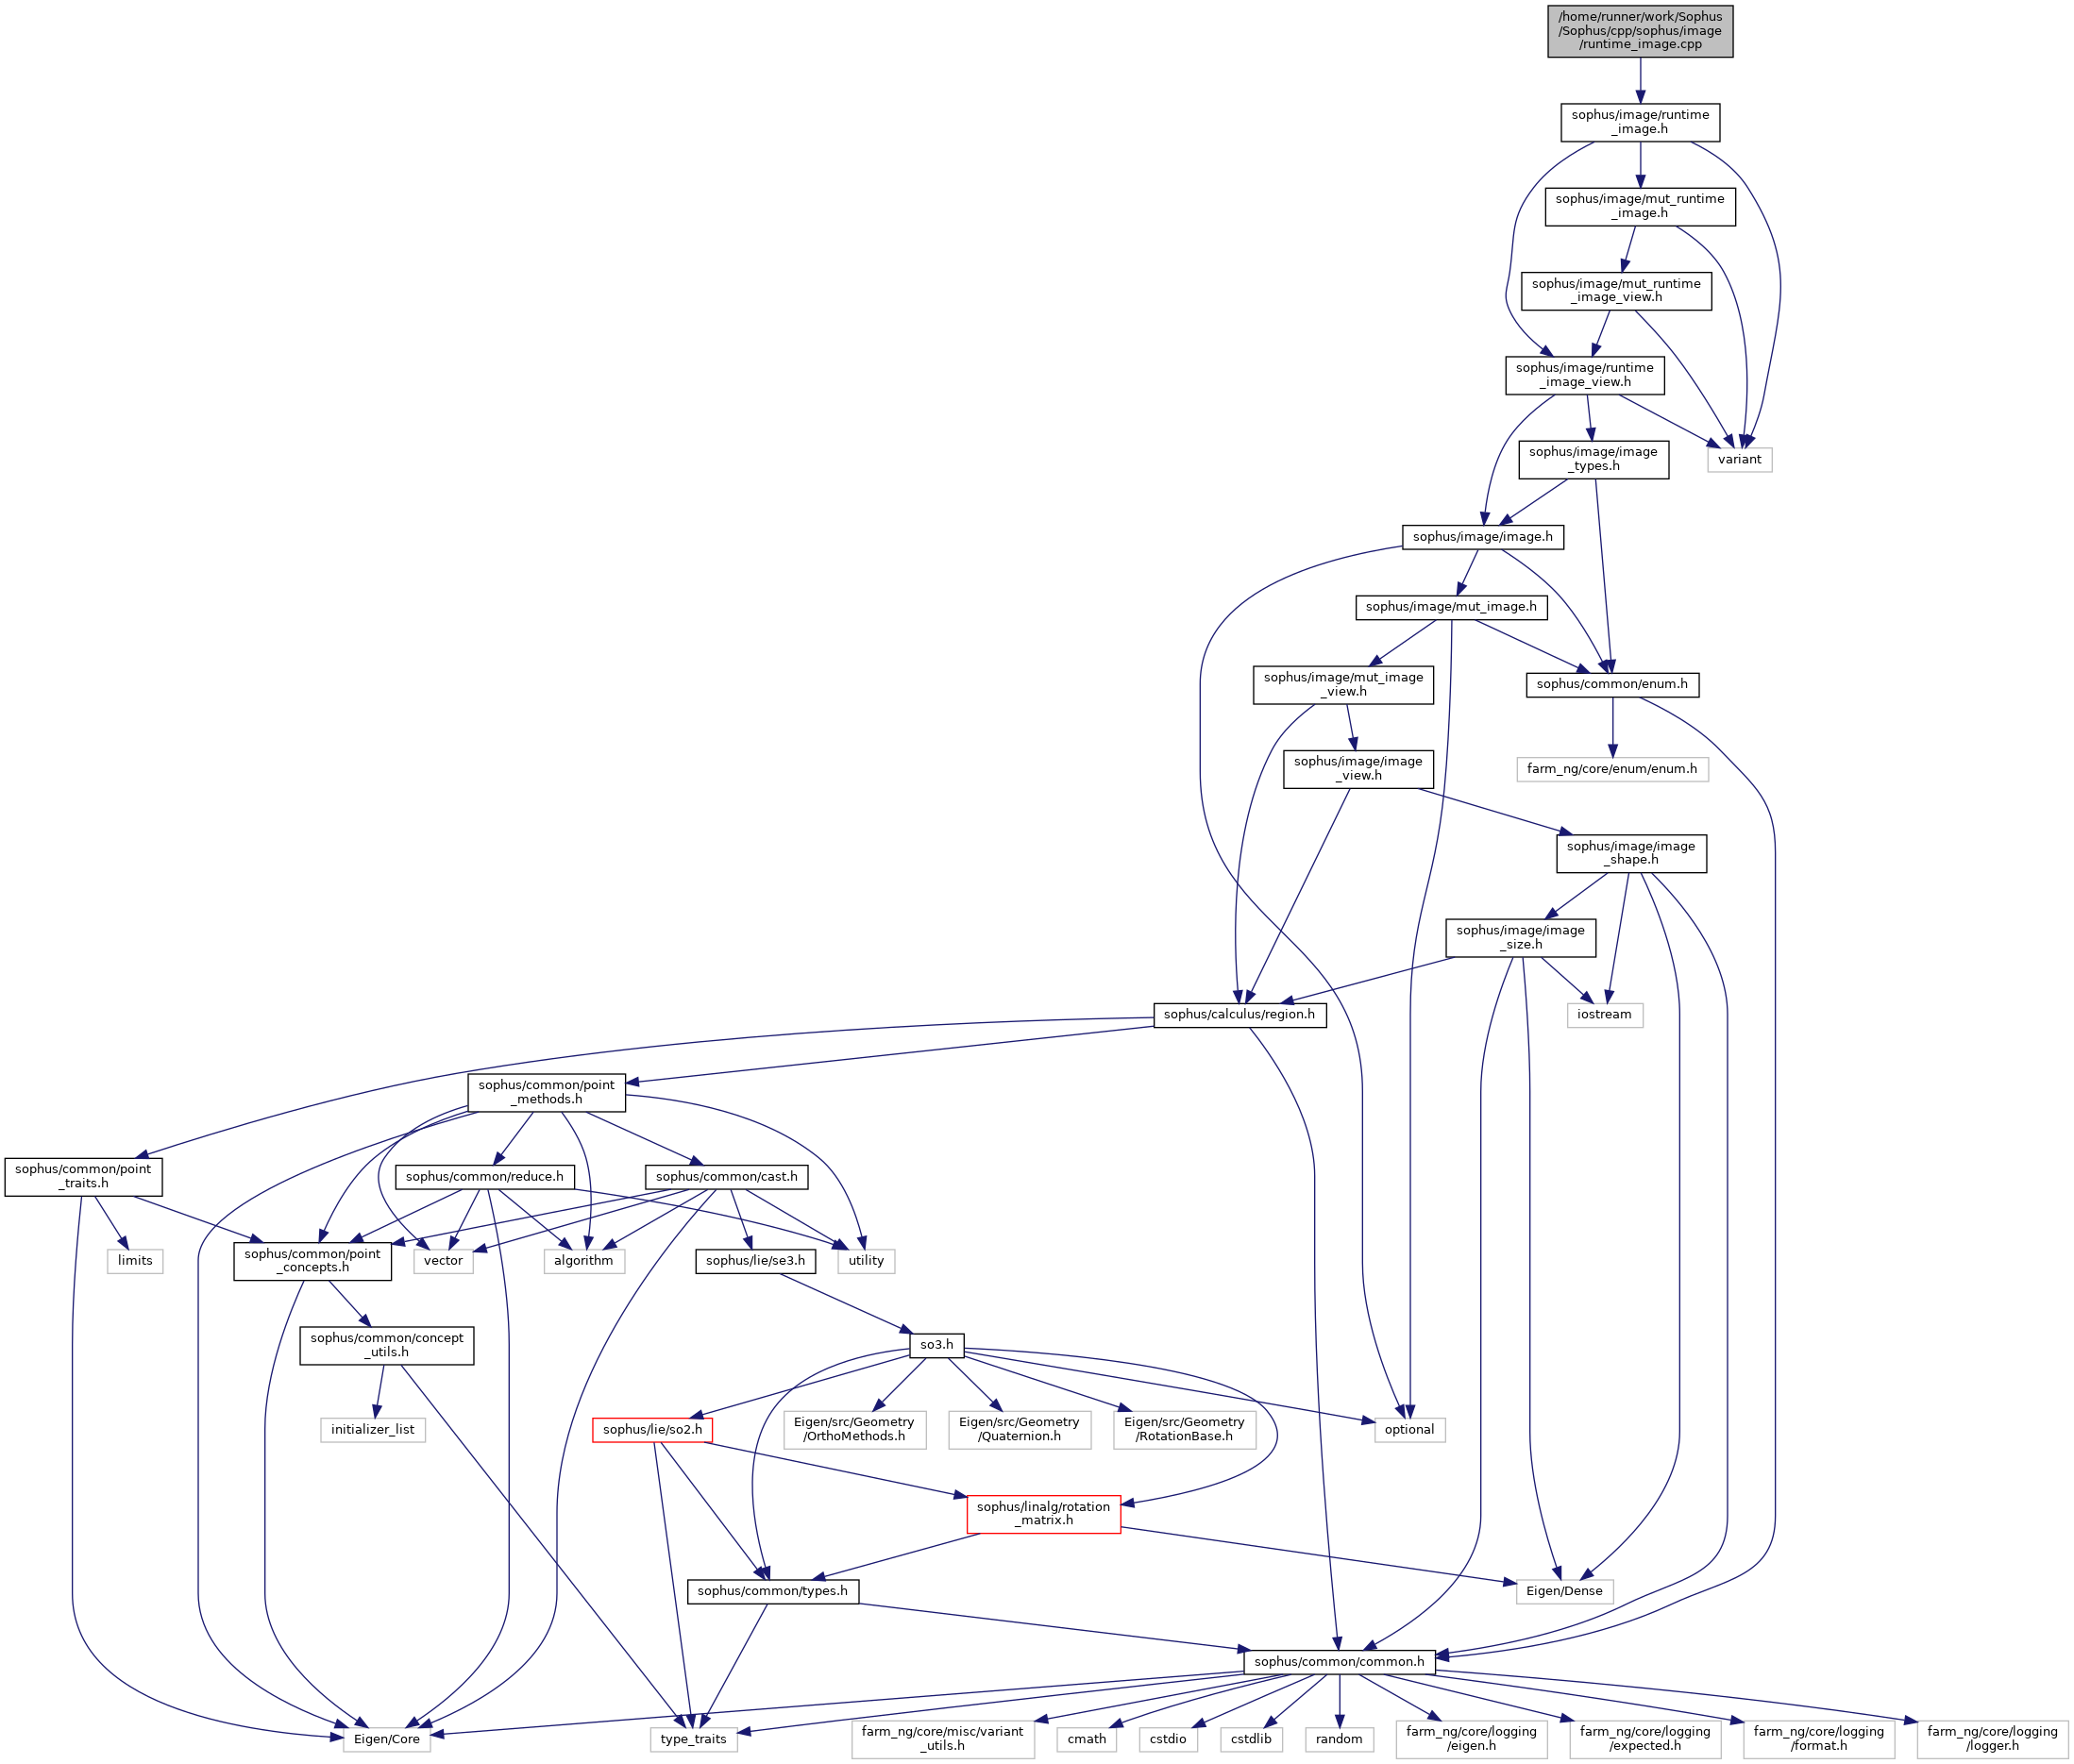 /home/runner/work/Sophus
/Sophus/cpp/sophus/image
/runtime_image.cpp
sophus/image/runtime
_image.h
sophus/image/mut_runtime
_image.h
sophus/image/mut_runtime
_image_view.h
sophus/image/runtime
_image_view.h
sophus/image/image
_types.h
variant
sophus/image/image.h
sophus/image/mut_image.h
sophus/image/mut_image
_view.h
sophus/common/enum.h
sophus/image/image
_view.h
farm_ng/core/enum/enum.h
sophus/image/image
_shape.h
sophus/image/image
_size.h
sophus/calculus/region.h
iostream
sophus/common/point
_methods.h
sophus/common/point
_traits.h
sophus/common/reduce.h
sophus/common/cast.h
limits
sophus/common/point
_concepts.h
vector
algorithm
sophus/lie/se3.h
utility
sophus/common/concept
_utils.h
so3.h
initializer_list
sophus/lie/so2.h
Eigen/src/Geometry
/OrthoMethods.h
Eigen/src/Geometry
/Quaternion.h
Eigen/src/Geometry
/RotationBase.h
optional
sophus/linalg/rotation
_matrix.h
sophus/common/types.h
Eigen/Dense
sophus/common/common.h
Eigen/Core
type_traits
farm_ng/core/misc/variant
_utils.h
cmath
cstdio
cstdlib
random
farm_ng/core/logging
/eigen.h
farm_ng/core/logging
/expected.h
farm_ng/core/logging
/format.h
farm_ng/core/logging
/logger.h